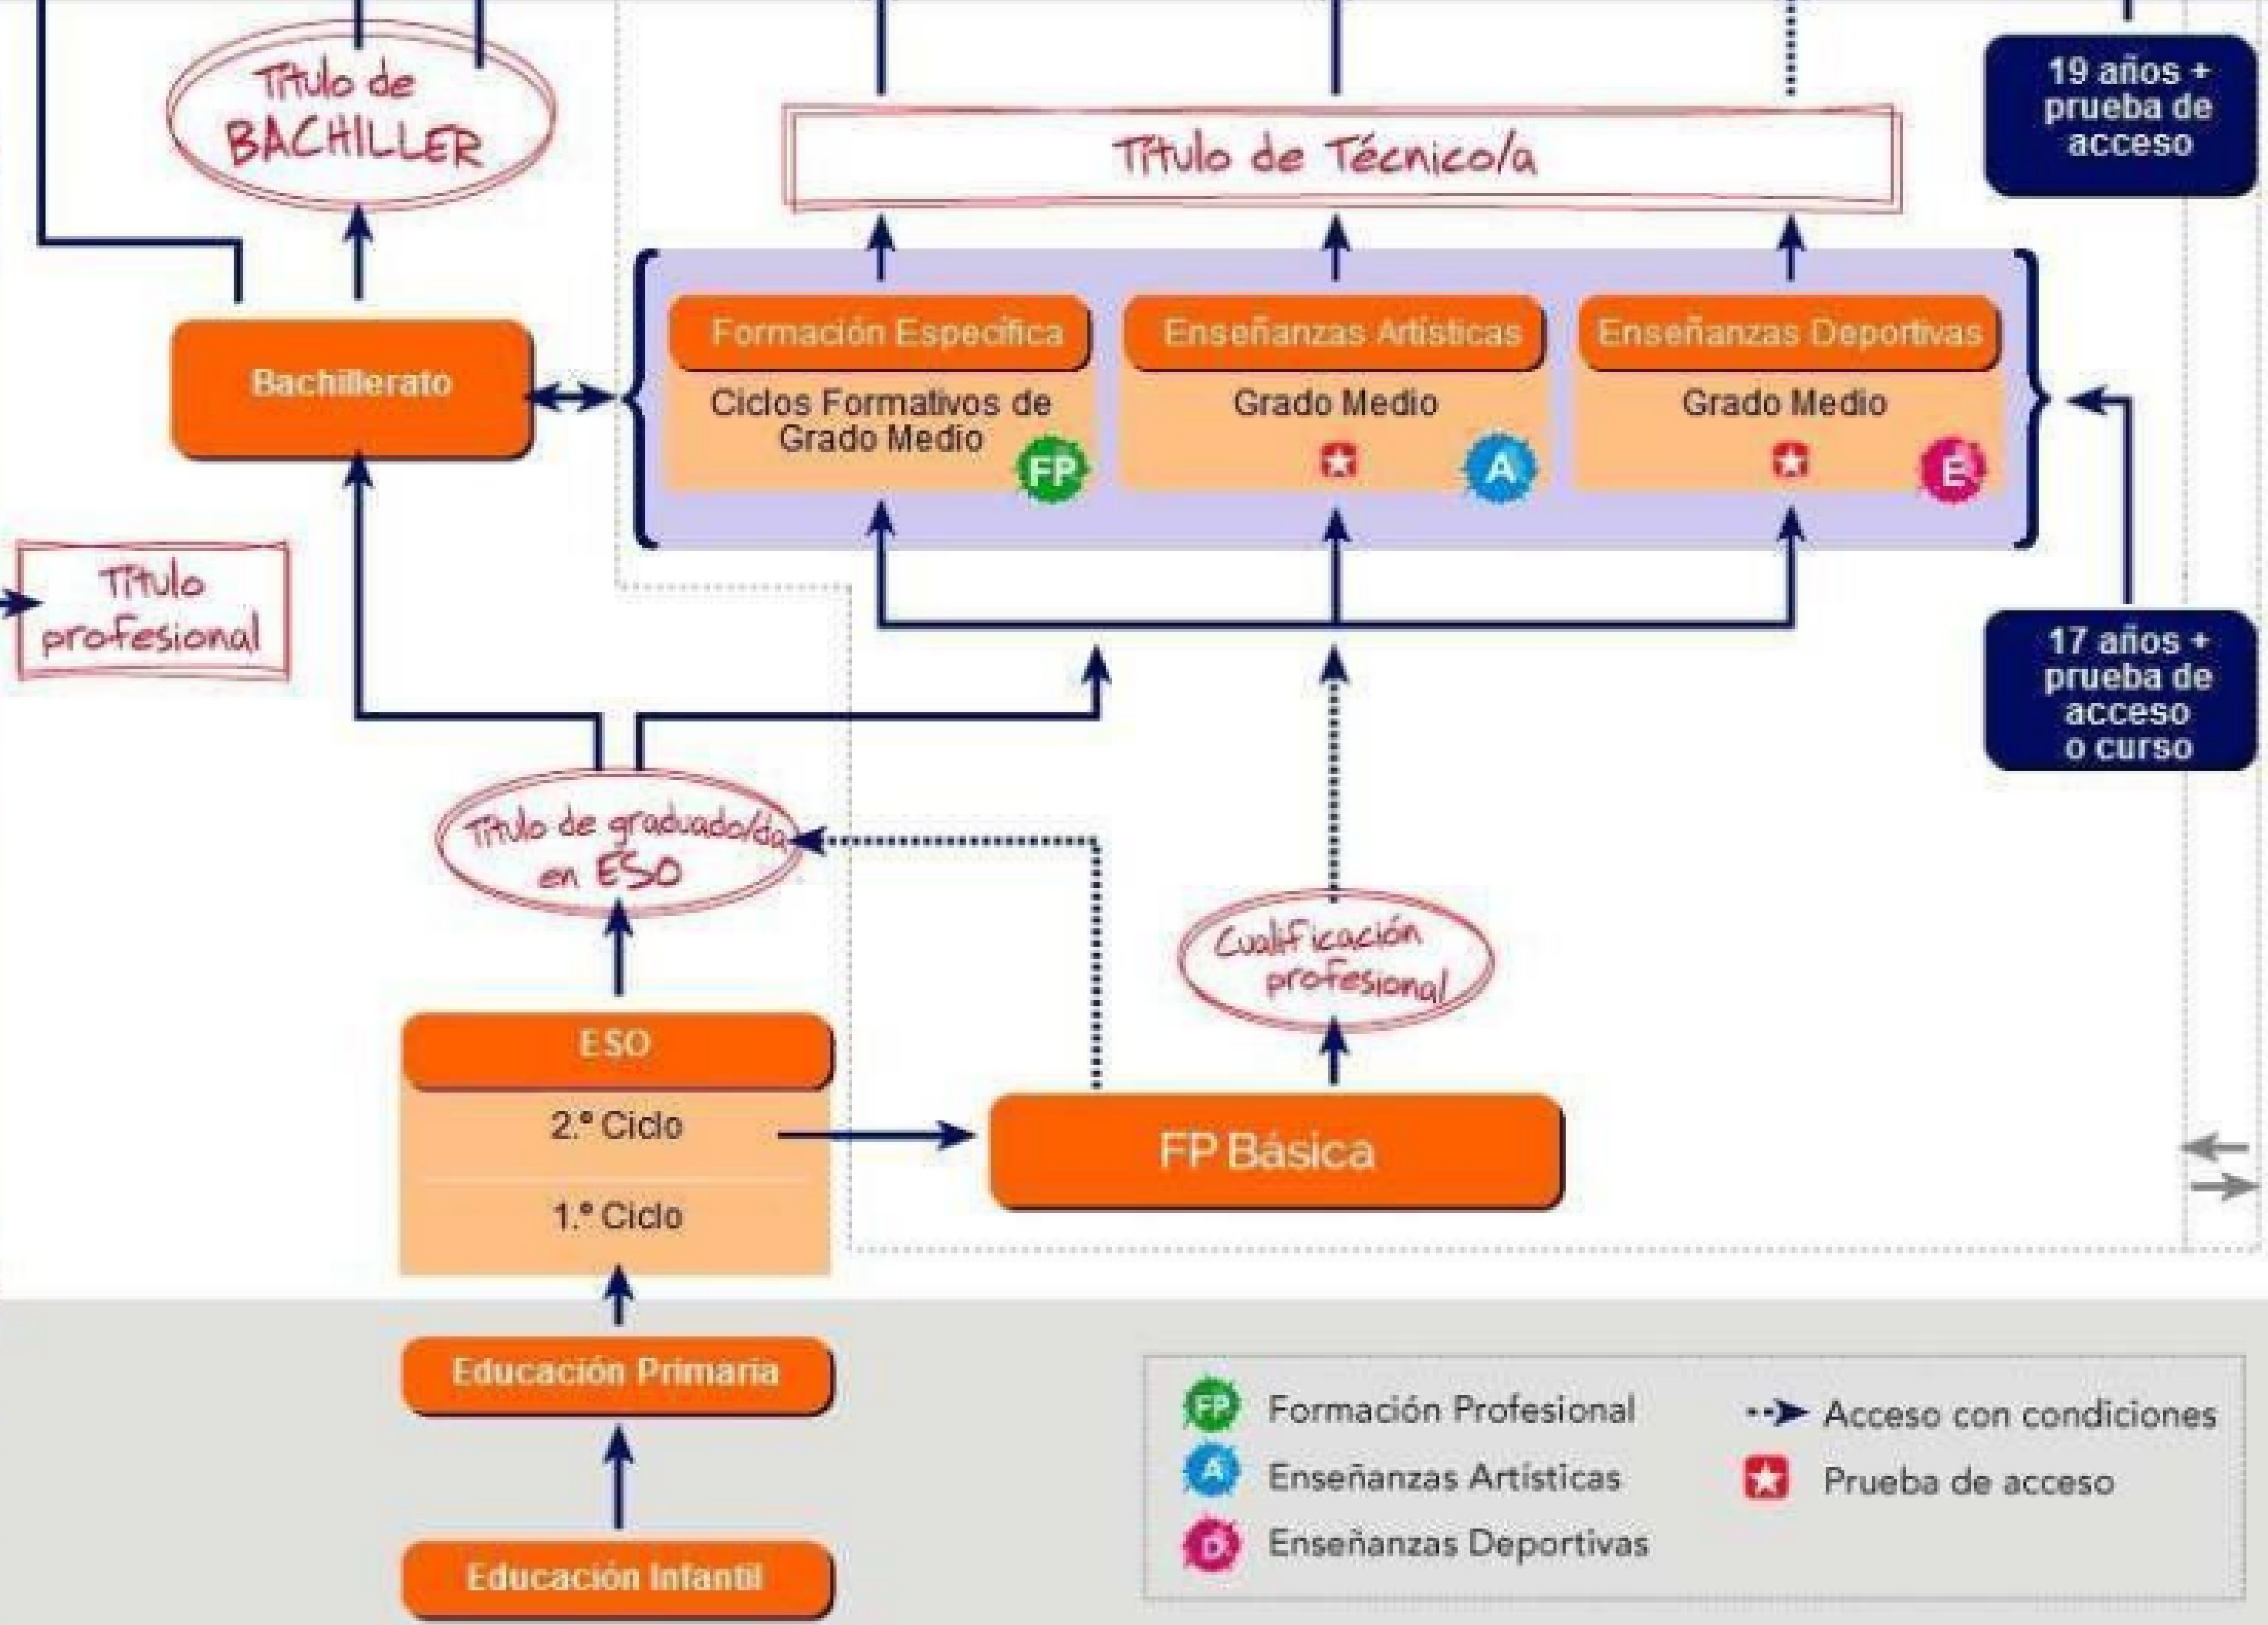 Título de
BACHILLER
Título de Técnico/a
19 años +
prueba de
acceso
Bachillerato
Formación Específica
Ciclos Formativos de
Grado Medio
FP
Enseñanzas Artísticas
Grado Medio
A
Enseñanzas Deportivas
Grado Medio
E
Título
profesional
17 años +
prueba de
acceso
o curso
Título de graduado/da
en ESO
Cualificación
profesional
ESO
2.º Ciclo
1.º Ciclo
FP Básica
Educación Primaria
Educación Infantil
FP Formación Profesional
A Enseñanzas Artísticas
D Enseñanzas Deportivas
Acceso con condiciones
Prueba de acceso